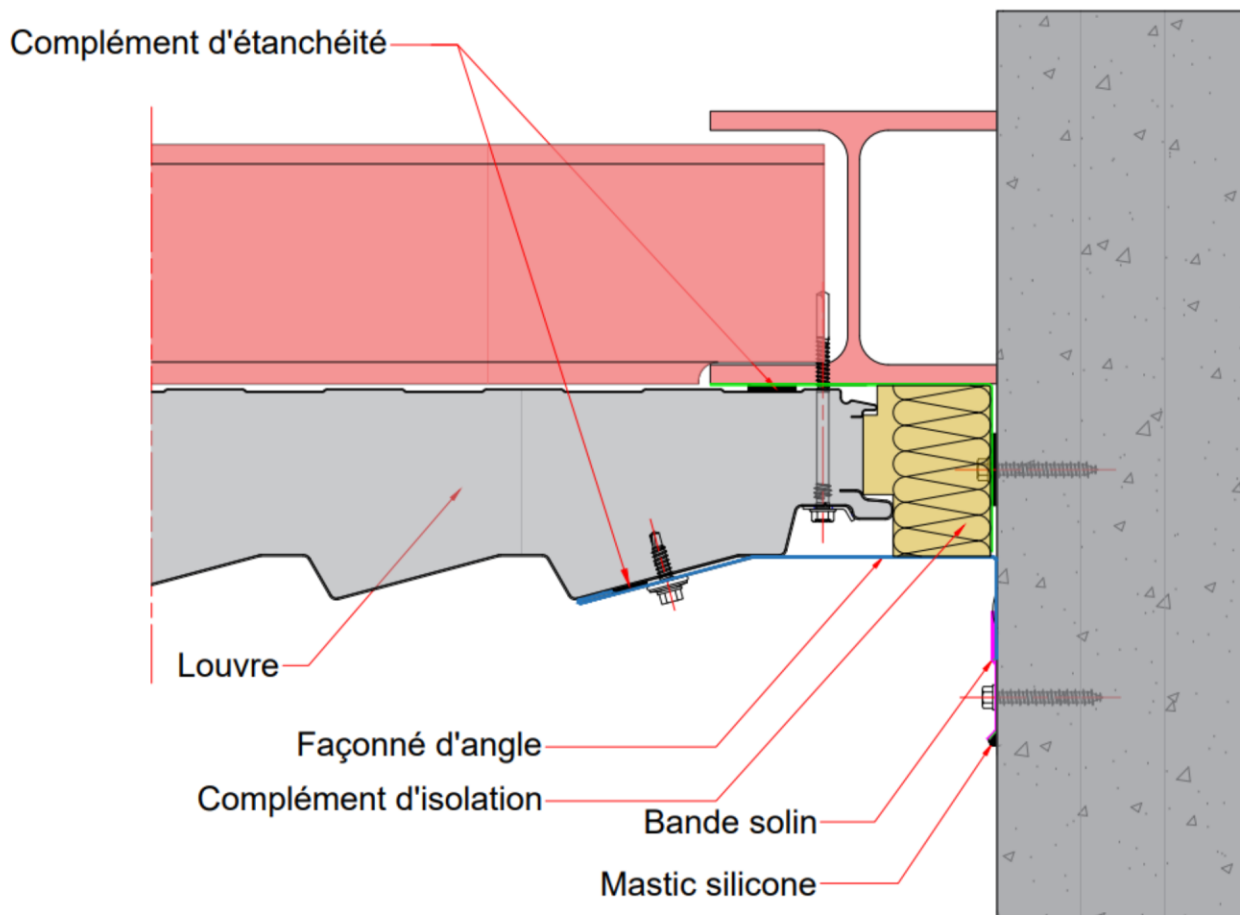 Complément d'étanchéité
Louvre
Façonné d'angle
Complément d'isolation
Bande solin
Mastic silicone